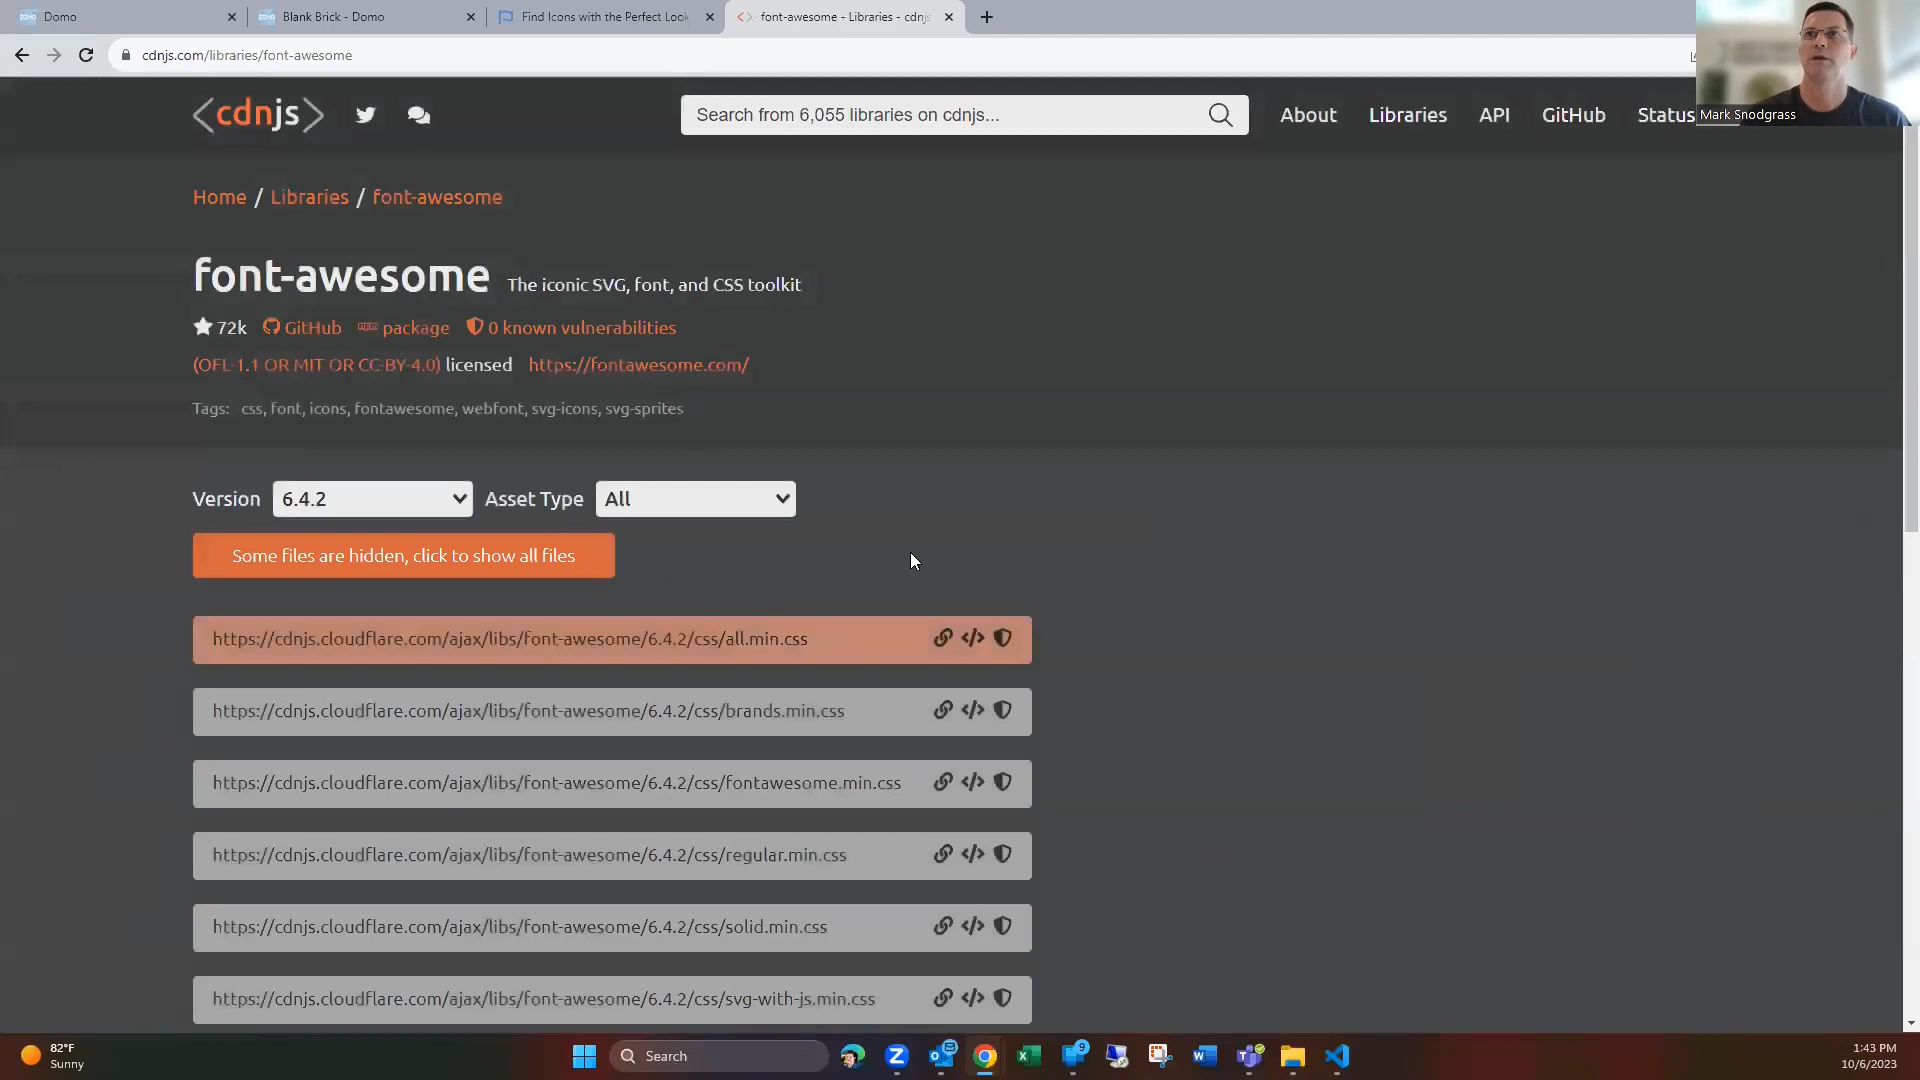 Domo
Blank Brick - Domo
Find Icons with the Perfect Look
font-awesome - Libraries - cdnjs
cdnjs.com/libraries/font-awesome
<cdnjs>
Search from 6,055 libraries on cdnjs...
About
Libraries
API
GitHub
Status
Mark Snodgrass
Home / Libraries / font-awesome
font-awesome The iconic SVG, font, and CSS toolkit
72k GitHub package 0 known vulnerabilities
(OFL-1.1 OR MIT OR CC-BY-4.0) licensed https://fontawesome.com/
Tags: css, font, icons, fontawesome, webfont, svg-icons, svg-sprites
Version 6.4.2 Asset Type All
Some files are hidden, click to show all files
https://cdnjs.cloudflare.com/ajax/libs/font-awesome/6.4.2/css/all.min.css
https://cdnjs.cloudflare.com/ajax/libs/font-awesome/6.4.2/css/brands.min.css
https://cdnjs.cloudflare.com/ajax/libs/font-awesome/6.4.2/css/fontawesome.min.css
https://cdnjs.cloudflare.com/ajax/libs/font-awesome/6.4.2/css/regular.min.css
https://cdnjs.cloudflare.com/ajax/libs/font-awesome/6.4.2/css/solid.min.css
https://cdnjs.cloudflare.com/ajax/libs/font-awesome/6.4.2/css/svg-with-js.min.css
82°F
Sunny
Search
9
1:43 PM
10/6/2023